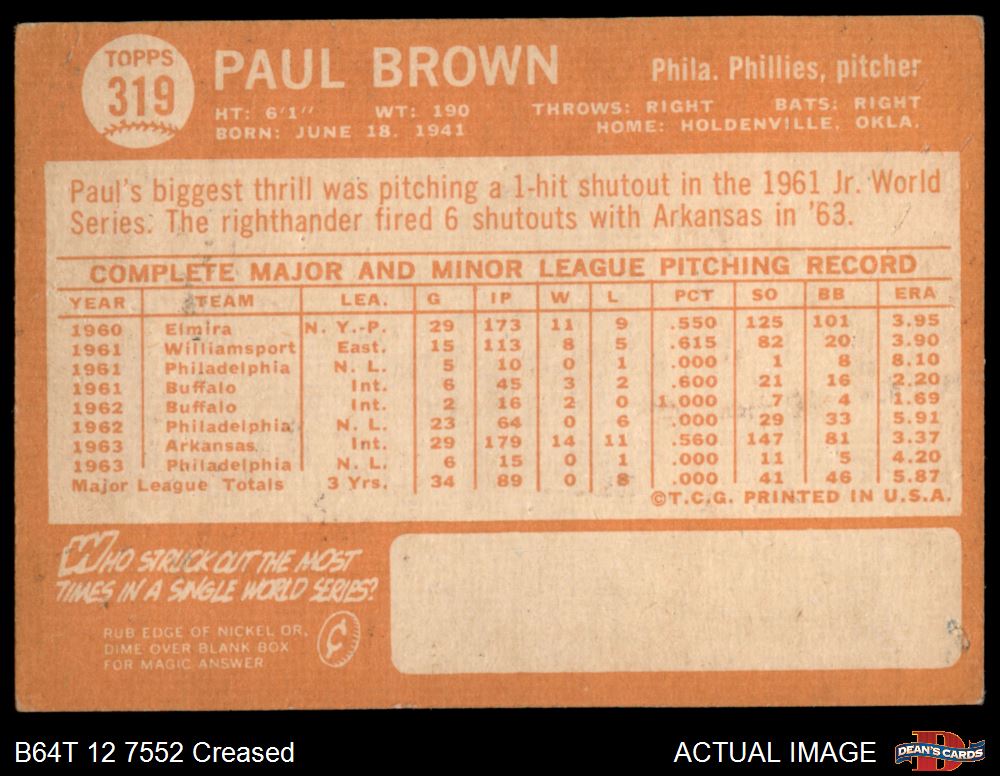 TOPPS
319
PAUL BROWN
Phila. Phillies, pitcher
HT: 6'1" WT: 190 THROWS: RIGHT BATS: RIGHT
BORN: JUNE 18, 1941 HOME: HOLDENVILLE, OKLA.
Paul's biggest thrill was pitching a 1-hit shutout in the 1961 Jr. World
Series. The righthander fired 6 shutouts with Arkansas in '63.
COMPLETE MAJOR AND MINOR LEAGUE PITCHING RECORD
YEAR TEAM LEA. G IP W L PCT SO BB ERA
1960 Elmira N. Y.-P. 29 173 11 9 .550 125 101 3.95
1961 Williamsport East. 15 113 8 5 .615 82 20 3.90
1961 Philadelphia N. L. 5 10 0 1 .000 1 8 8.10
1961 Buffalo Int. 6 45 3 2 .600 21 16 2.20
1962 Buffalo Int. 2 16 2 0 1.000 7 4 1.69
1962 Philadelphia N. L. 23 64 0 6 .000 29 33 5.91
1963 Arkansas Int. 29 179 14 11 .560 147 81 3.37
1963 Philadelphia N. L. 6 15 0 1 .000 11 5 4.20
Major League Totals 3 Yrs. 34 89 0 8 .000 41 46 5.87
©T.C.G. PRINTED IN U.S.A.
WHO STRUCK OUT THE MOST
TIMES IN A SINGLE WORLD SERIES?
RUB EDGE OF NICKEL OR,
DIME OVER BLANK BOX
FOR MAGIC ANSWER
¢
B64T 12 7552 Creased
ACTUAL IMAGE
DEAN'S CARDS